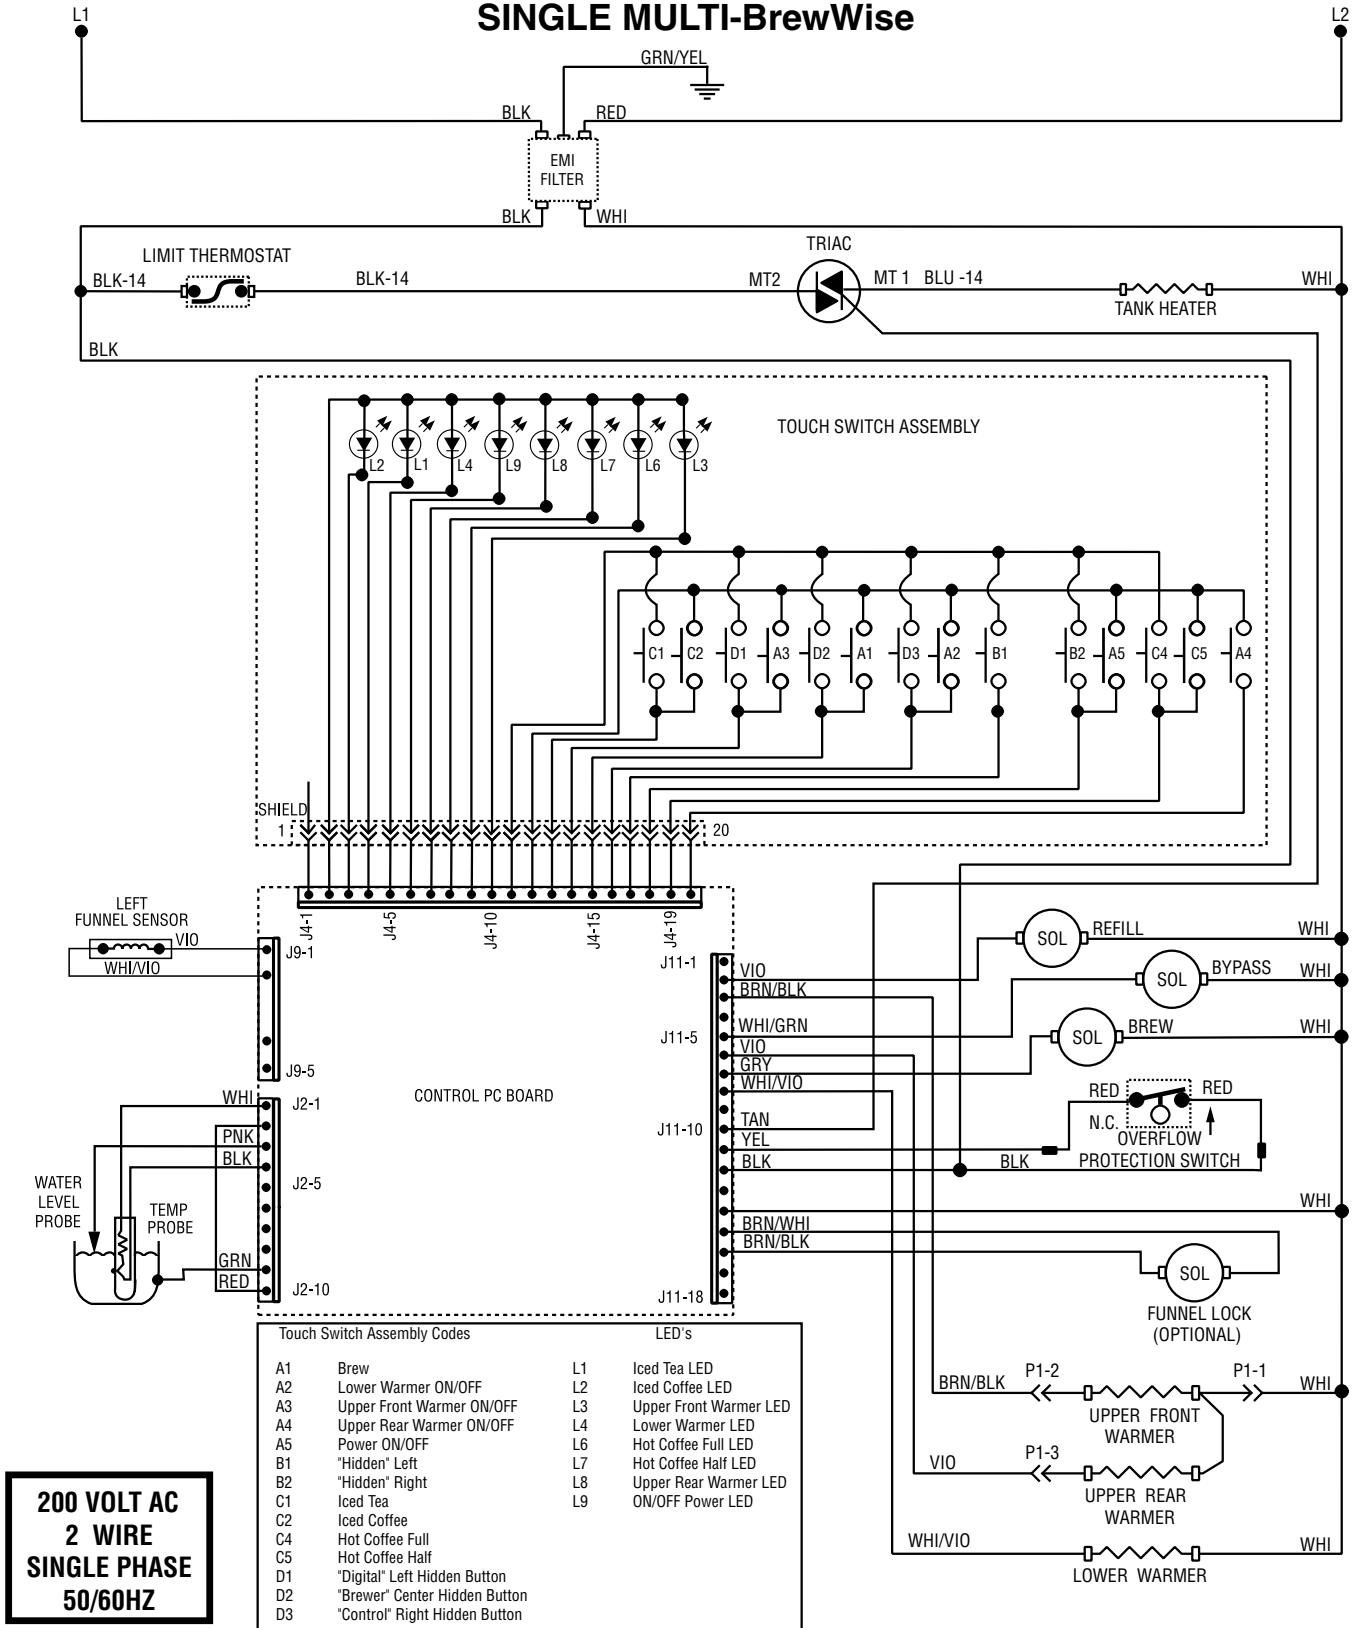 SINGLE MULTI-BrewWise
L1
L2
GRN/YEL
BLK
RED
EMI
FILTER
BLK
WHI
LIMIT THERMOSTAT
TRIAC
BLK-14
BLK-14
MT2
MT 1
BLU -14
WHI
TANK HEATER
BLK
TOUCH SWITCH ASSEMBLY
L2
L1
L4
L9
L8
L7
L6
L3
C1
C2
D1
A3
D2
A1
D3
A2
B1
B2
A5
C4
C5
A4
SHIELD
1
20
J4-1
J4-5
J4-10
J4-15
J4-19
LEFT
FUNNEL SENSOR
VIO
WHI/VIO
J9-1
J9-5
J11-1
VIO
BRN/BLK
WHI/GRN
J11-5
VIO
GRY
WHI/VIO
J11-10
TAN
YEL
BLK
BLK
SOL
REFILL
WHI
SOL
BYPASS
WHI
SOL
BREW
WHI
RED
RED
N.C.
OVERFLOW
PROTECTION SWITCH
CONTROL PC BOARD
WHI
J2-1
PNK
BLK
J2-5
WATER
LEVEL
PROBE
TEMP
PROBE
GRN
RED
J2-10
WHI
BRN/WHI
BRN/BLK
J11-18
SOL
FUNNEL LOCK
(OPTIONAL)
BRN/BLK
P1-2
P1-1
WHI
UPPER FRONT
WARMER
VIO
P1-3
UPPER REAR
WARMER
WHI/VIO
WHI
LOWER WARMER
Touch Switch Assembly Codes
LED's
A1 Brew
L1 Iced Tea LED
A2 Lower Warmer ON/OFF
L2 Iced Coffee LED
A3 Upper Front Warmer ON/OFF
L3 Upper Front Warmer LED
A4 Upper Rear Warmer ON/OFF
L4 Lower Warmer LED
A5 Power ON/OFF
L6 Hot Coffee Full LED
B1 "Hidden" Left
L7 Hot Coffee Half LED
B2 "Hidden" Right
L8 Upper Rear Warmer LED
C1 Iced Tea
L9 ON/OFF Power LED
C2 Iced Coffee
C4 Hot Coffee Full
C5 Hot Coffee Half
D1 "Digital" Left Hidden Button
D2 "Brewer" Center Hidden Button
D3 "Control" Right Hidden Button
200 VOLT AC
2 WIRE
SINGLE PHASE
50/60HZ